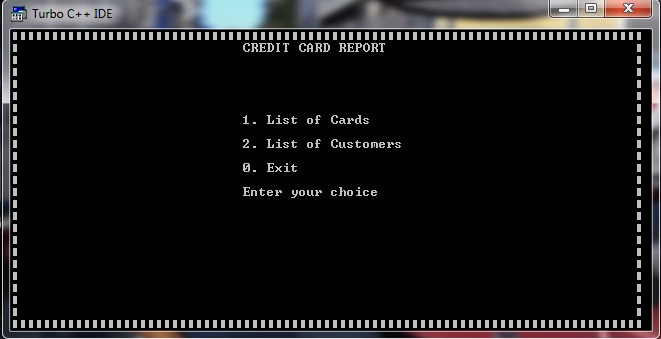 Turbo C++ IDE
CREDIT CARD REPORT
1. List of Cards
2. List of Customers
0. Exit
Enter your choice